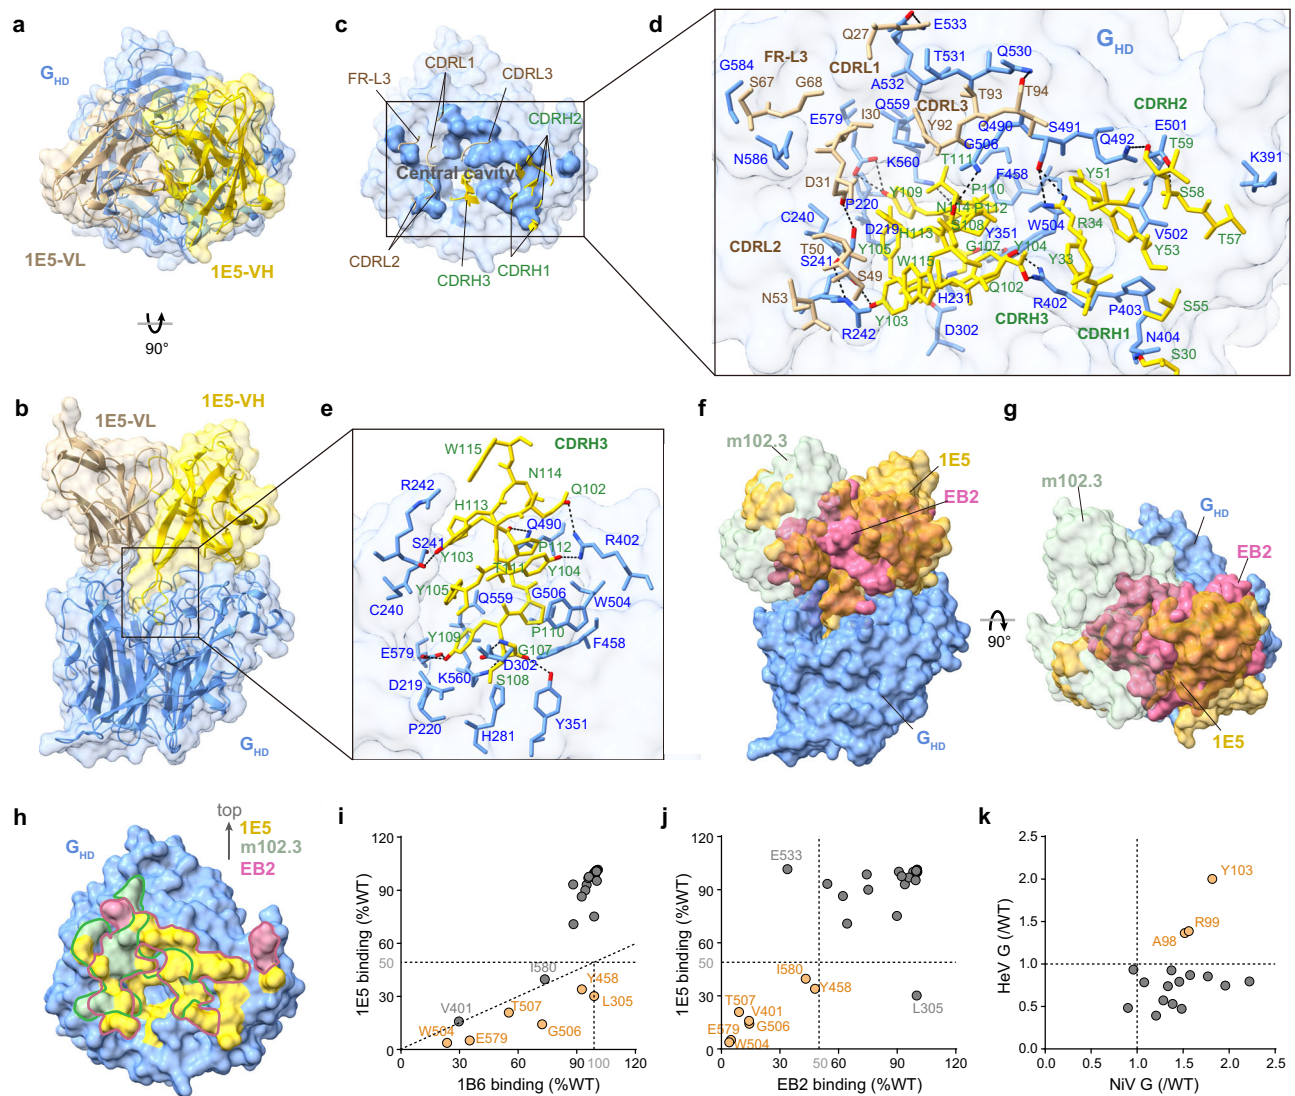 a
G HD
1E5-VL
1E5-VH
90°
b
1E5-VL
1E5-VH
G HD
c
FR-L3
CDRL1
CDRL3
CDRH2
Central cavity
CDRL2
CDRH3
CDRH1
d
Q27
E533
G HD
FR-L3
CDRL1
T531
Q530
G584
S67
G68
A532
T93
T94
CDRH2
Q559
CDRL3
E579
I30
Y92
Q490
S491
E501
T59
Q492
G506
N586
K560
T111
F458
K391
Y51
D31
Y109
P110
S58
P220
N114
P112
R34
C240
D219
S108
W504
H113
Y351
V502
T57
CDRL2
T50
Y105
G107
Y104
Y53
S241
W115
Y33
S49
Q102
N53
H231
R402
P403
S55
Y103
CDRH3
R242
D302
CDRH1
N404
S30
e
CDRH3
W115
N114
R242
Q102
H113
Q490
S241
R402
Y103
P112
T111
Y104
Y105
Q559
G506
C240
W504
Y109
P110
F458
E579
G107
D302
K560
D219
S108
P220
H281
Y351
f
m102.3
1E5
EB2
G HD
90°
g
m102.3
G HD
EB2
1E5
h
top
G HD
1E5
m102.3
EB2
i
1E5 binding (%WT)
120
90
60
50
30
0
I580
Y458
L305
V401
T507
W504
E579
G506
0
30
60
90
100
120
1B6 binding (%WT)
j
1E5 binding (%WT)
120
90
60
50
30
0
E533
I580
Y458
T507
V401
L305
G506
E579
W504
0
30
50
60
90
120
EB2 binding (%WT)
k
HeV G (/WT)
2.5
2.0
1.5
1.0
0.5
0.0
Y103
R99
A98
0.0
0.5
1.0
1.5
2.0
2.5
NiV G (/WT)